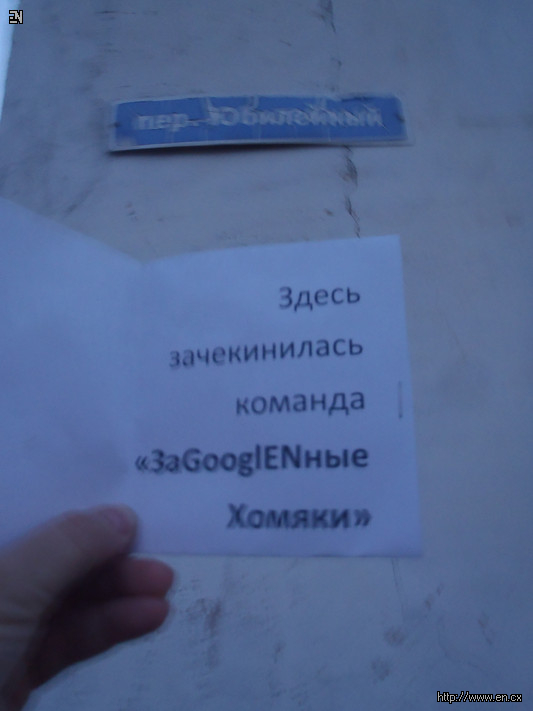 EN
пер. Юбилейный
Здесь
зачекинилась
команда
«ЗаGooglENные
Хомяки»
http://www.en.cx